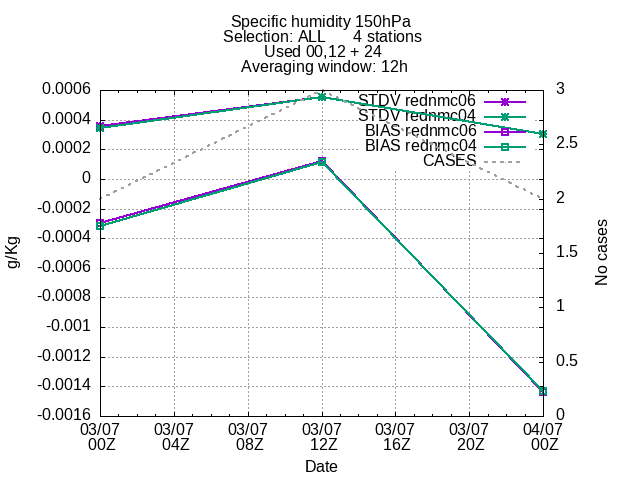 Specific humidity 150hPa
Selection: ALL 4 stations
Used 00,12 + 24
Averaging window: 12h
STDV rednmc06
STDV rednmc04
BIAS rednmc06
BIAS rednmc04
CASES
0.0006
0.0004
0.0002
0
-0.0002
-0.0004
-0.0006
-0.0008
-0.001
-0.0012
-0.0014
-0.0016
g/Kg
3
2.5
2
1.5
1
0.5
0
No cases
03/07 03/07 03/07 03/07 03/07 03/07 04/07
00Z 04Z 08Z 12Z 16Z 20Z 00Z
Date